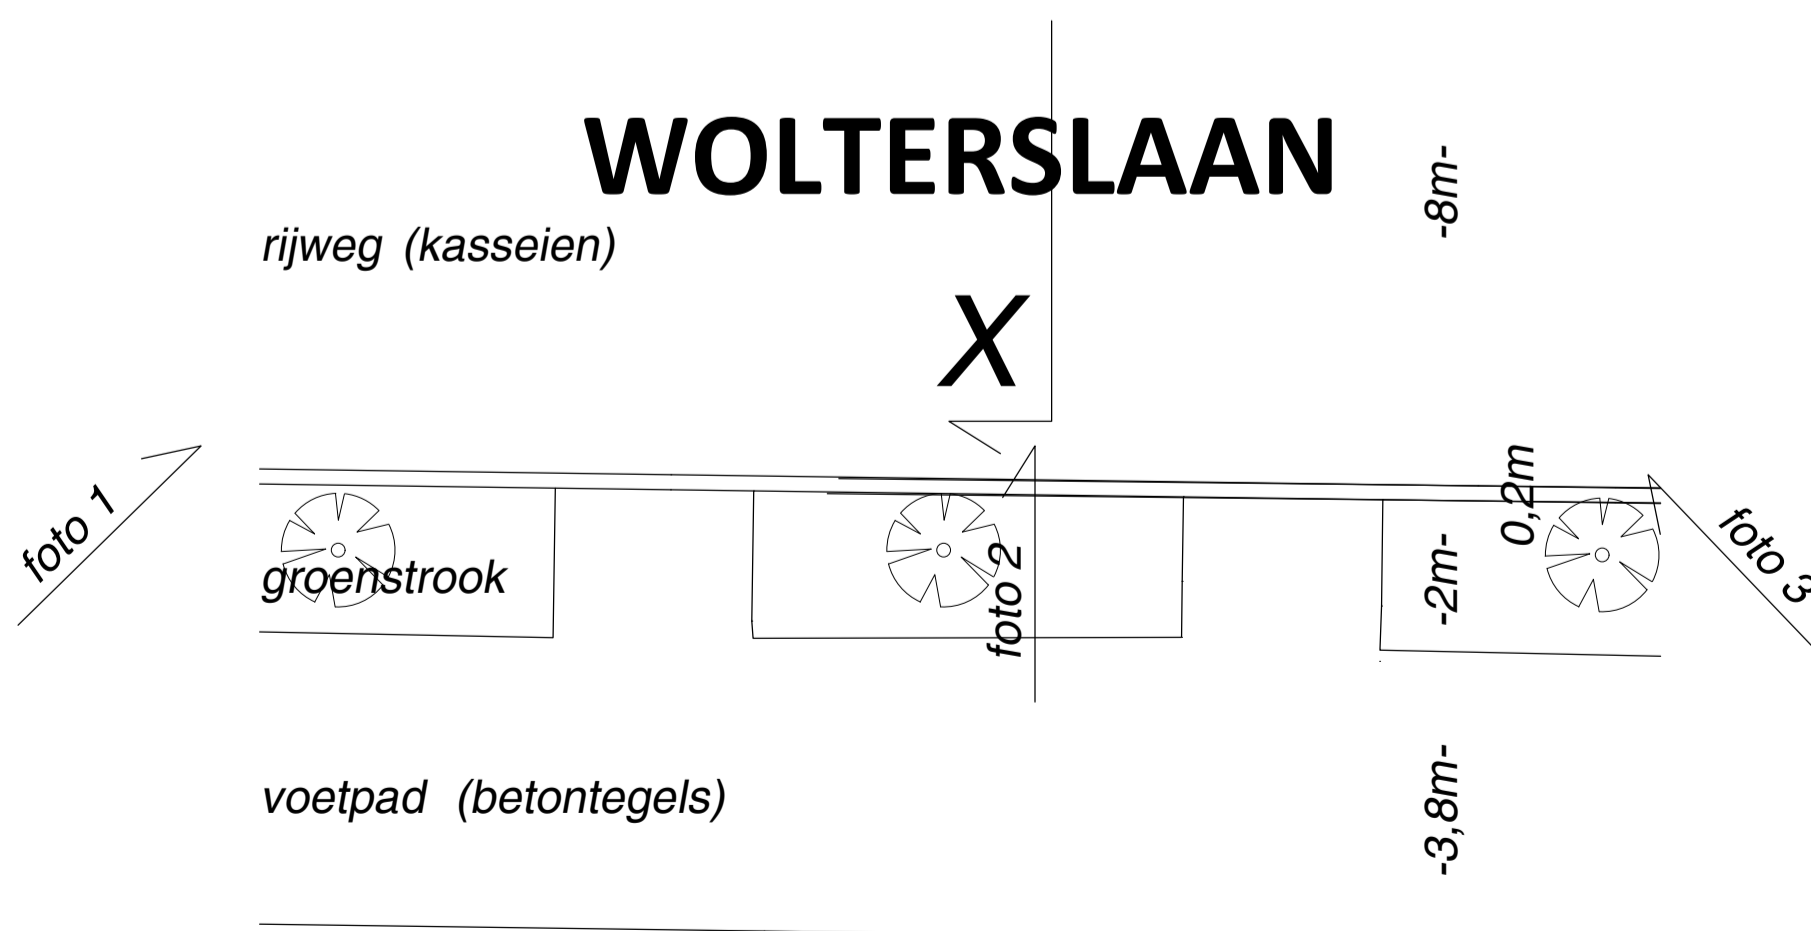 WOLTERSLAAN
-8m-
rijweg (kasseien)
X
0,2m
foto 1
foto 3
groenstrook
foto 2
-2m-
voetpad (betontegels)
-3,8m-